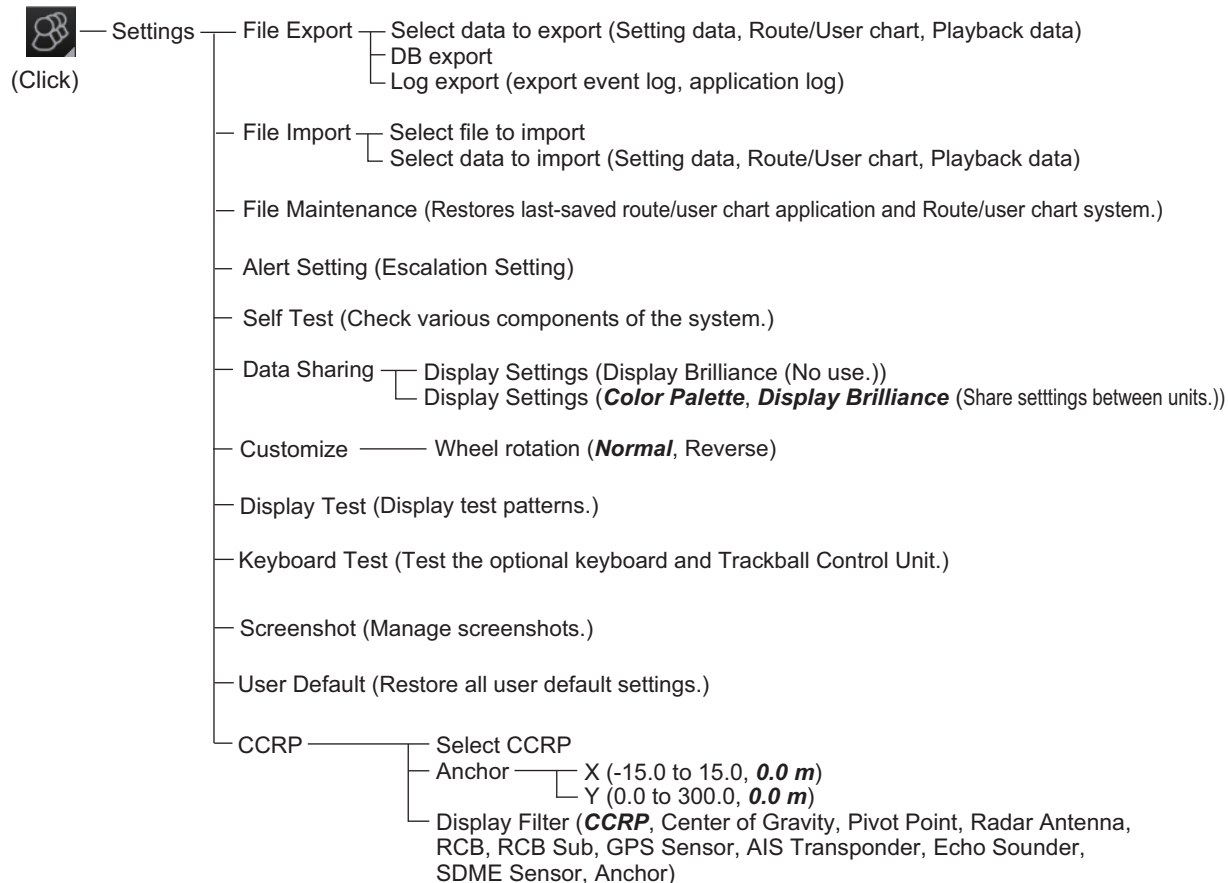 Settings
(Click)
File Export
Select data to export (Setting data, Route/User chart, Playback data)
DB export
Log export (export event log, application log)
File Import
Select file to import
Select data to import (Setting data, Route/User chart, Playback data)
File Maintenance (Restores last-saved route/user chart application and Route/user chart system.)
Alert Setting (Escalation Setting)
Self Test (Check various components of the system.)
Data Sharing
Display Settings (Display Brilliance (No use.))
Display Settings (Color Palette, Display Brilliance (Share setttings between units.))
Customize
Wheel rotation (Normal, Reverse)
Display Test (Display test patterns.)
Keyboard Test (Test the optional keyboard and Trackball Control Unit.)
Screenshot (Manage screenshots.)
User Default (Restore all user default settings.)
CCRP
Select CCRP
Anchor
X (-15.0 to 15.0, 0.0 m)
Y (0.0 to 300.0, 0.0 m)
Display Filter (CCRP, Center of Gravity, Pivot Point, Radar Antenna,
RCB, RCB Sub, GPS Sensor, AIS Transponder, Echo Sounder,
SDME Sensor, Anchor)